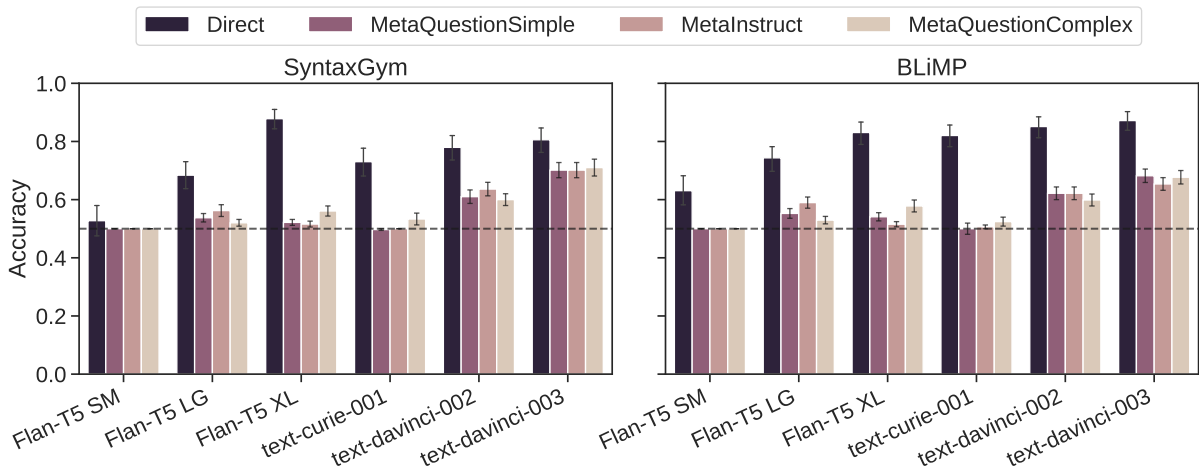 Direct MetaQuestionSimple MetaInstruct MetaQuestionComplex
SyntaxGym
BLiMP
Accuracy
1.0
0.8
0.6
0.4
0.2
0.0
Flan-T5 SM
Flan-T5 LG
Flan-T5 XL
text-curie-001
text-davinci-002
text-davinci-003
Flan-T5 SM
Flan-T5 LG
Flan-T5 XL
text-curie-001
text-davinci-002
text-davinci-003